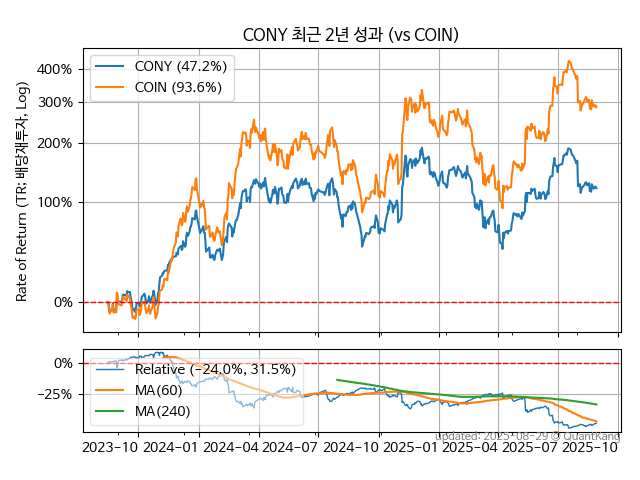 CONY 최근 2년 성과 (vs COIN)
Rate of Return (TR: 배당재투자, Log)
400%
300%
200%
100%
0%
CONY (47.2%)
COIN (93.6%)
0%
−25%
Relative (−24.0%, 31.5%)
MA(60)
MA(240)
Updated: 2025-08-29 © QuantKang
2023-10 2024-01 2024-04 2024-07 2024-10 2025-01 2025-04 2025-07 2025-10